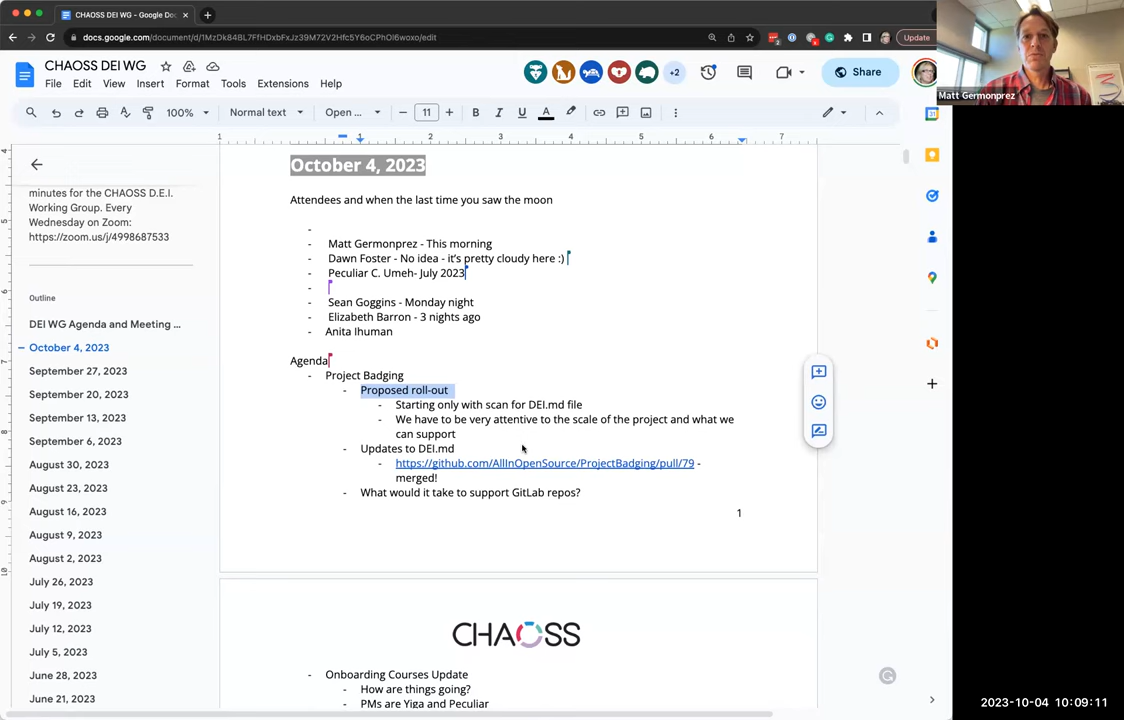 CHAOSS DEI WG - Google Doc
docs.google.com/document/d/1MzDk84BL7FfHDxbFxJz39M72V2Hfc5Y6oCPhOl6woxo/edit
Update
CHAOSS DEI WG
File Edit View Insert Format Tools Extensions Help
+2
Share
Matt Germonprez
100% Normal text Open ... 11
1 1 2 3 4 5 6 7
minutes for the CHAOSS D.E.I.
Working Group. Every
Wednesday on Zoom:
https://zoom.us/j/4998687533
Outline
DEI WG Agenda and Meeting ...
October 4, 2023
September 27, 2023
September 20, 2023
September 13, 2023
September 6, 2023
August 30, 2023
August 23, 2023
August 16, 2023
August 9, 2023
August 2, 2023
July 26, 2023
July 19, 2023
July 12, 2023
July 5, 2023
June 28, 2023
June 21, 2023
October 4, 2023
Attendees and when the last time you saw the moon
-
- Matt Germonprez - This morning
- Dawn Foster - No idea - it's pretty cloudy here :)
- Peculiar C. Umeh- July 2023
-
- Sean Goggins - Monday night
- Elizabeth Barron - 3 nights ago
- Anita Ihuman
Agenda
- Project Badging
- Proposed roll-out
- Starting only with scan for DEI.md file
- We have to be very attentive to the scale of the project and what we
can support
- Updates to DEI.md
- https://github.com/AllInOpenSource/ProjectBadging/pull/79 -
merged!
- What would it take to support GitLab repos?
1
CHAOSS
- Onboarding Courses Update
- How are things going?
- PMs are Yiga and Peculiar
2023-10-04 10:09:11